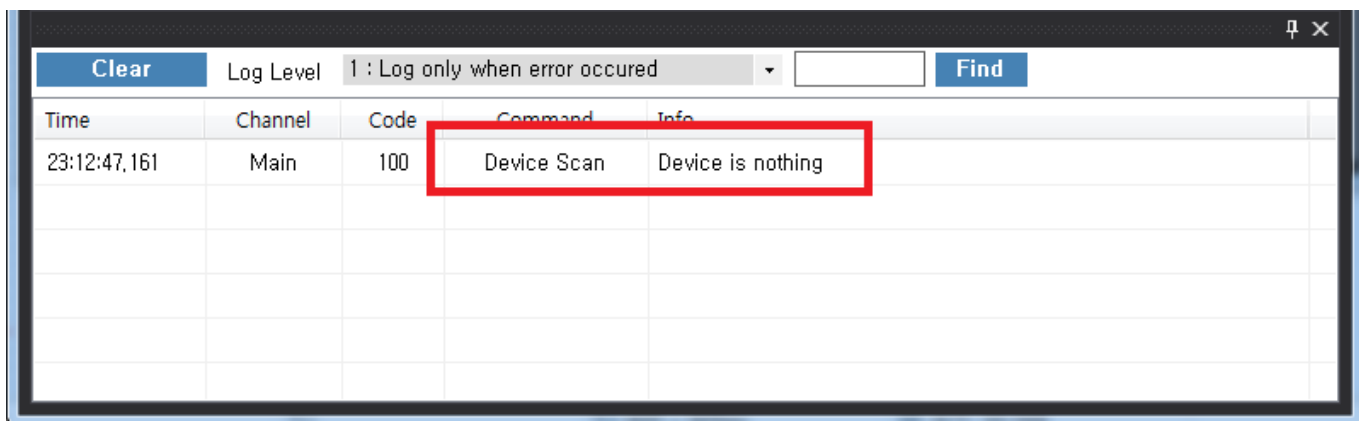 Clear Log Level 1 : Log only when error occured Find
Time Channel Code Command Info
23:12:47,161 Main 100 Device Scan Device is nothing